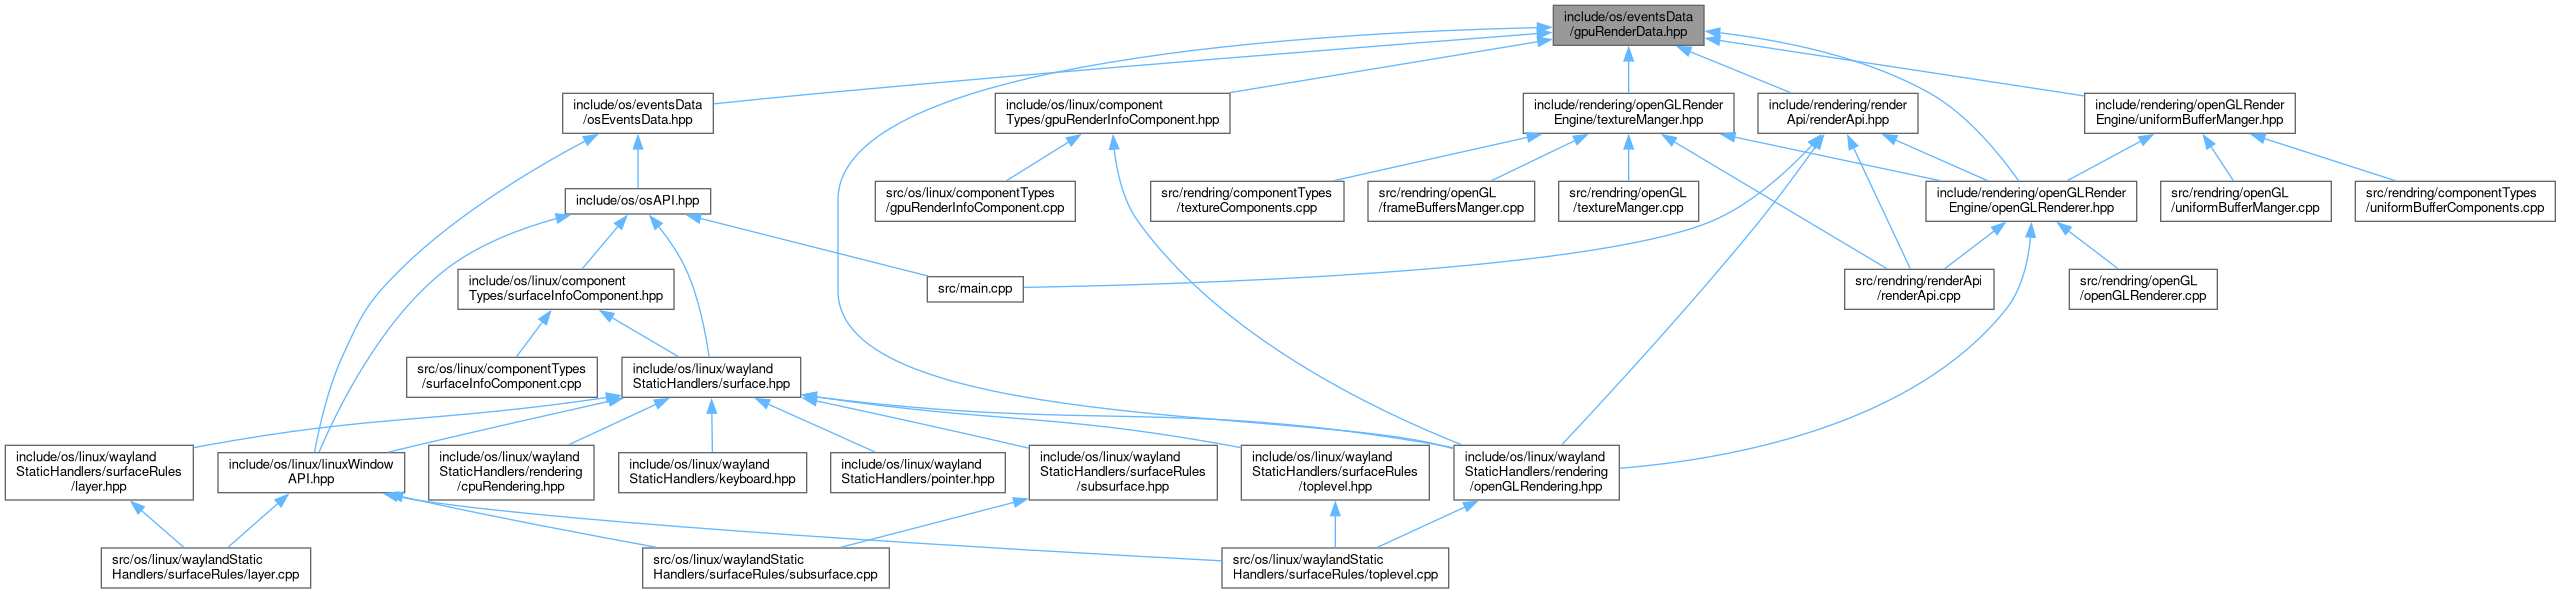 include/os/eventsData
/gpuRenderData.hpp
include/os/eventsData
/osEventsData.hpp
include/os/linux/component
Types/gpuRenderInfoComponent.hpp
include/rendering/openGLRender
Engine/textureManger.hpp
include/rendering/render
Api/renderApi.hpp
include/rendering/openGLRender
Engine/uniformBufferManger.hpp
include/os/osAPI.hpp
src/os/linux/componentTypes
/gpuRenderInfoComponent.cpp
src/rendring/componentTypes
/textureComponents.cpp
src/rendring/openGL
/frameBuffersManger.cpp
src/rendring/openGL
/textureManger.cpp
include/rendering/openGLRender
Engine/openGLRenderer.hpp
src/rendring/openGL
/uniformBufferManger.cpp
src/rendring/componentTypes
/uniformBufferComponents.cpp
include/os/linux/component
Types/surfaceInfoComponent.hpp
src/main.cpp
src/rendring/renderApi
/renderApi.cpp
src/rendring/openGL
/openGLRenderer.cpp
src/os/linux/componentTypes
/surfaceInfoComponent.cpp
include/os/linux/wayland
StaticHandlers/surface.hpp
include/os/linux/wayland
StaticHandlers/surfaceRules
/layer.hpp
include/os/linux/linuxWindow
API.hpp
include/os/linux/wayland
StaticHandlers/rendering
/cpuRendering.hpp
include/os/linux/wayland
StaticHandlers/keyboard.hpp
include/os/linux/wayland
StaticHandlers/pointer.hpp
include/os/linux/wayland
StaticHandlers/surfaceRules
/subsurface.hpp
include/os/linux/wayland
StaticHandlers/surfaceRules
/toplevel.hpp
include/os/linux/wayland
StaticHandlers/rendering
/openGLRendering.hpp
src/os/linux/waylandStatic
Handlers/surfaceRules/layer.cpp
src/os/linux/waylandStatic
Handlers/surfaceRules/subsurface.cpp
src/os/linux/waylandStatic
Handlers/surfaceRules/toplevel.cpp